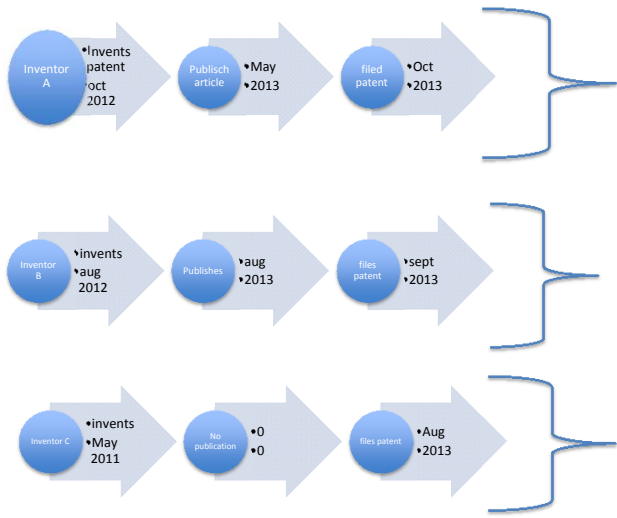 Inventor
A
•Invents
patent
•oct
2012
Publisch
article
•May
•2013
filed
patent
•Oct
•2013
Inventor
B
•invents
•aug
2012
Publishes
•aug
•2013
files
patent
•sept
•2013
Inventor C
•invents
•May
2011
No
publication
•0
•0
files patent
•Aug
•2013